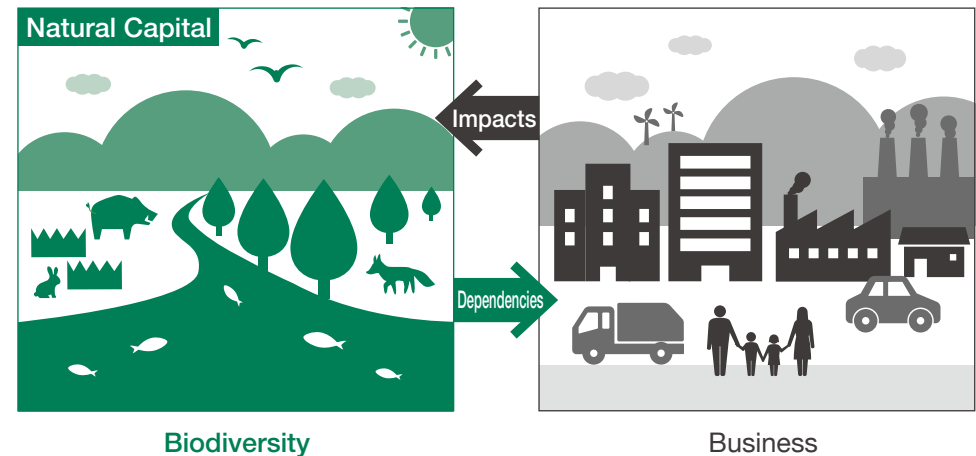 Natural Capital
Impacts
Dependencies
Biodiversity
Business